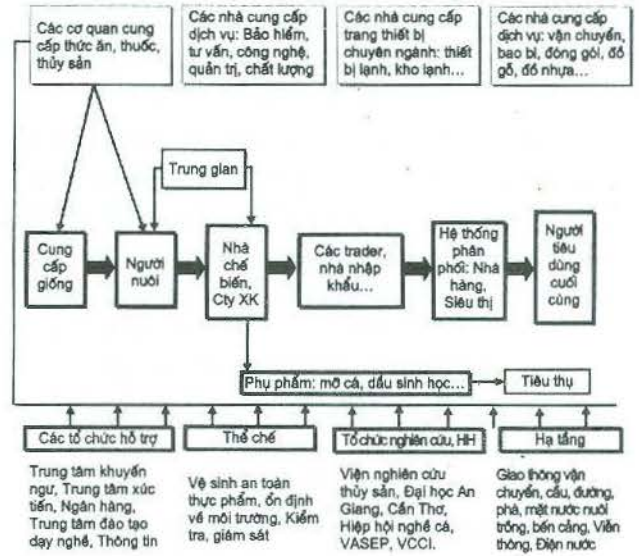 Các cơ quan cung
cấp thức ăn, thuốc,
thủy sản
Các nhà cung cấp
dịch vụ: Bảo hiểm,
tư vấn, công nghệ,
quản trị, chất lượng
Các nhà cung cấp
trang thiết bị
chuyên ngành: thiết
bị lạnh, kho lạnh...
Các nhà cung cấp
dịch vụ: vận chuyển,
bao bì, đóng gói, đồ
gỗ, đồ nhựa...
Trung gian
Cung
cấp
giống
Người
nuôi
Nhà
chế
biến,
Cty XK
Các trader,
nhà nhập
khẩu...
Hệ thống
phân
phối: Nhà
hàng,
Siêu thị
Người
tiêu
dùng
cuối
cùng
Phụ phẩm: mỡ cá, dầu sinh học...
Tiêu thụ
Các tổ chức hỗ trợ
Thể chế
Tổ chức nghiên cứu, HH
Hạ tầng
Trung tâm khuyến
ngư, Trung tâm xúc
tiến, Ngân hàng,
Trung tâm đào tạo
dạy nghề, Thông tin
Vệ sinh an toàn
thực phẩm, ổn định
về môi trường, Kiểm
tra, giám sát
Viện nghiên cứu
thủy sản, Đại học An
Giang, Cần Thơ,
Hiệp hội nghề cá,
VASEP, VCCI.
Giao thông vận
chuyển, cầu, đường,
phà, mặt nước nuôi
trồng, bến cảng, Viễn
thông, Điện nước